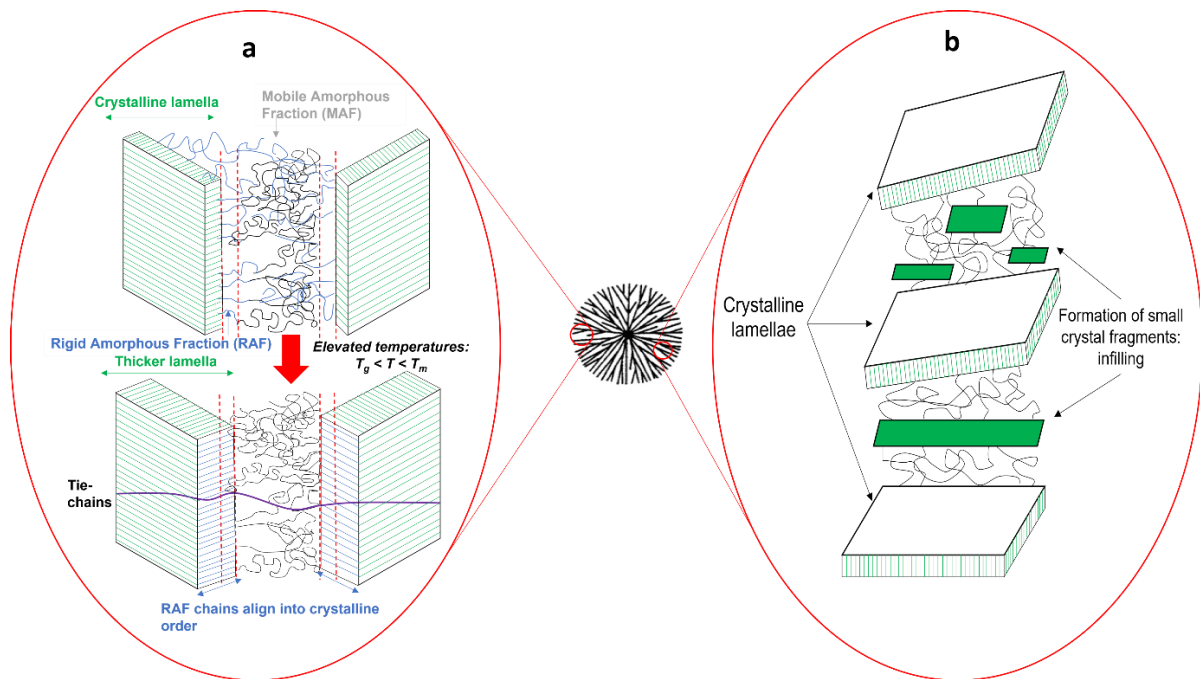 a
Crystalline lamella
Mobile Amorphous
Fraction (MAF)
Rigid Amorphous Fraction (RAF)
Thicker lamella
Elevated temperatures:
Tg < T < Tm
Tie-
chains
RAF chains align into crystalline
order
b
Crystalline
lamellae
Formation of small
crystal fragments:
infilling